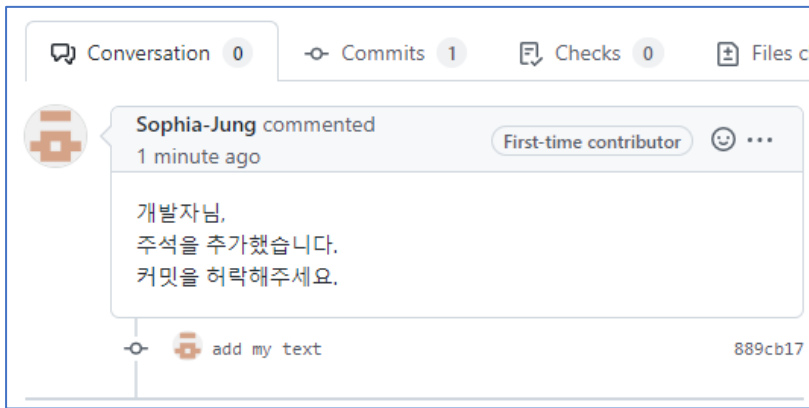 Conversation 0 Commits 1 Checks 0 Files c
Sophia-Jung commented
1 minute ago
First-time contributor
개발자님,
주석을 추가했습니다.
커밋을 허락해주세요.
add my text 889cb17